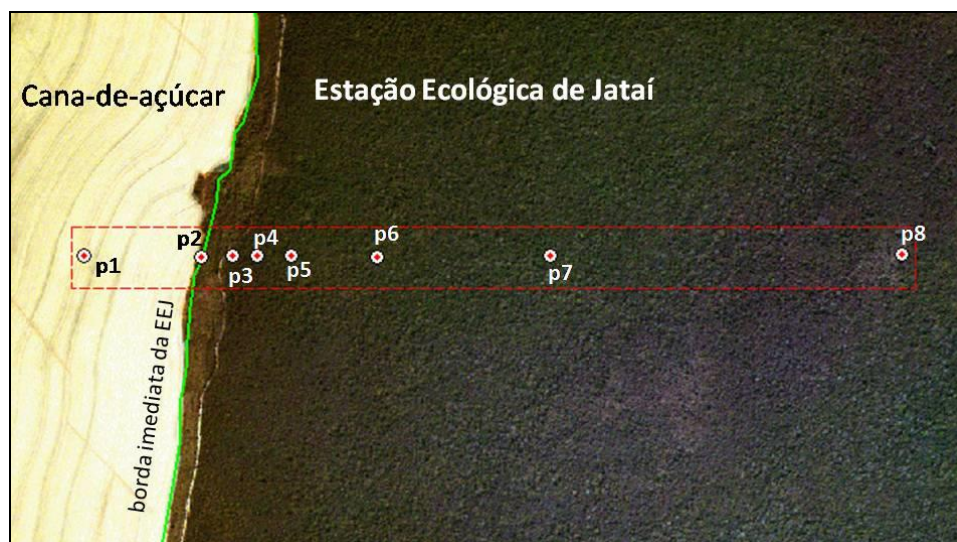 Cana-de-açúcar
Estação Ecológica de Jataí
p1
p2
p3
p4
p5
p6
p7
p8
borda imediata da EEJ